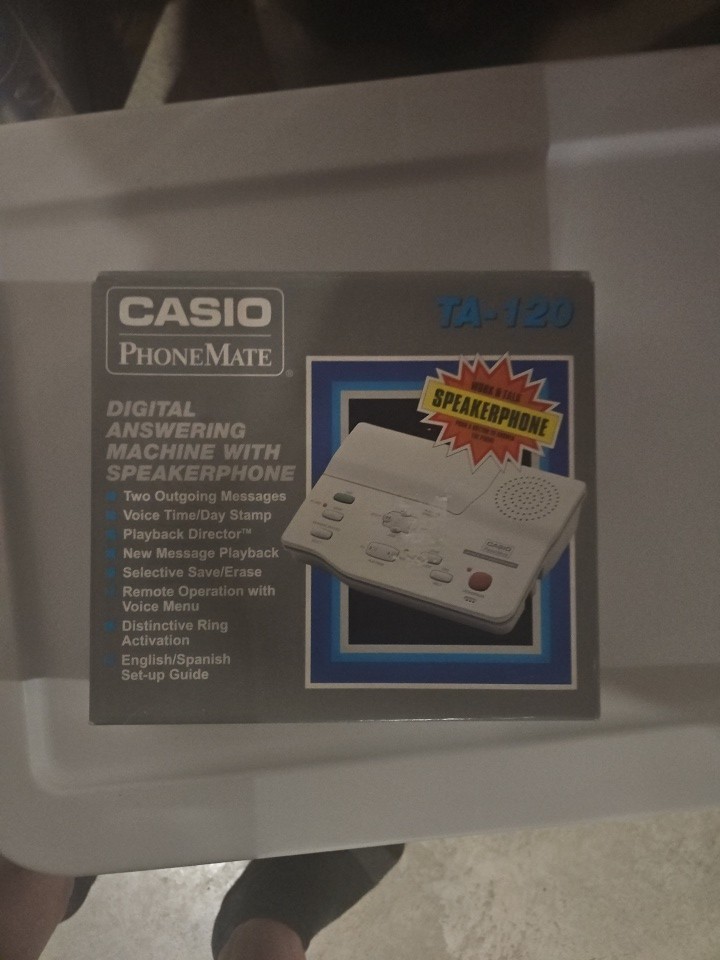 CASIO
PHONEMATE
®
TA-120
DIGITAL
ANSWERING
MACHINE WITH
SPEAKERPHONE
Two Outgoing Messages
Voice Time/Day Stamp
Playback Director™
New Message Playback
Selective Save/Erase
Remote Operation with
Voice Menu
Distinctive Ring
Activation
English/Spanish
Set-up Guide
SPEAKERPHONE
CASIO